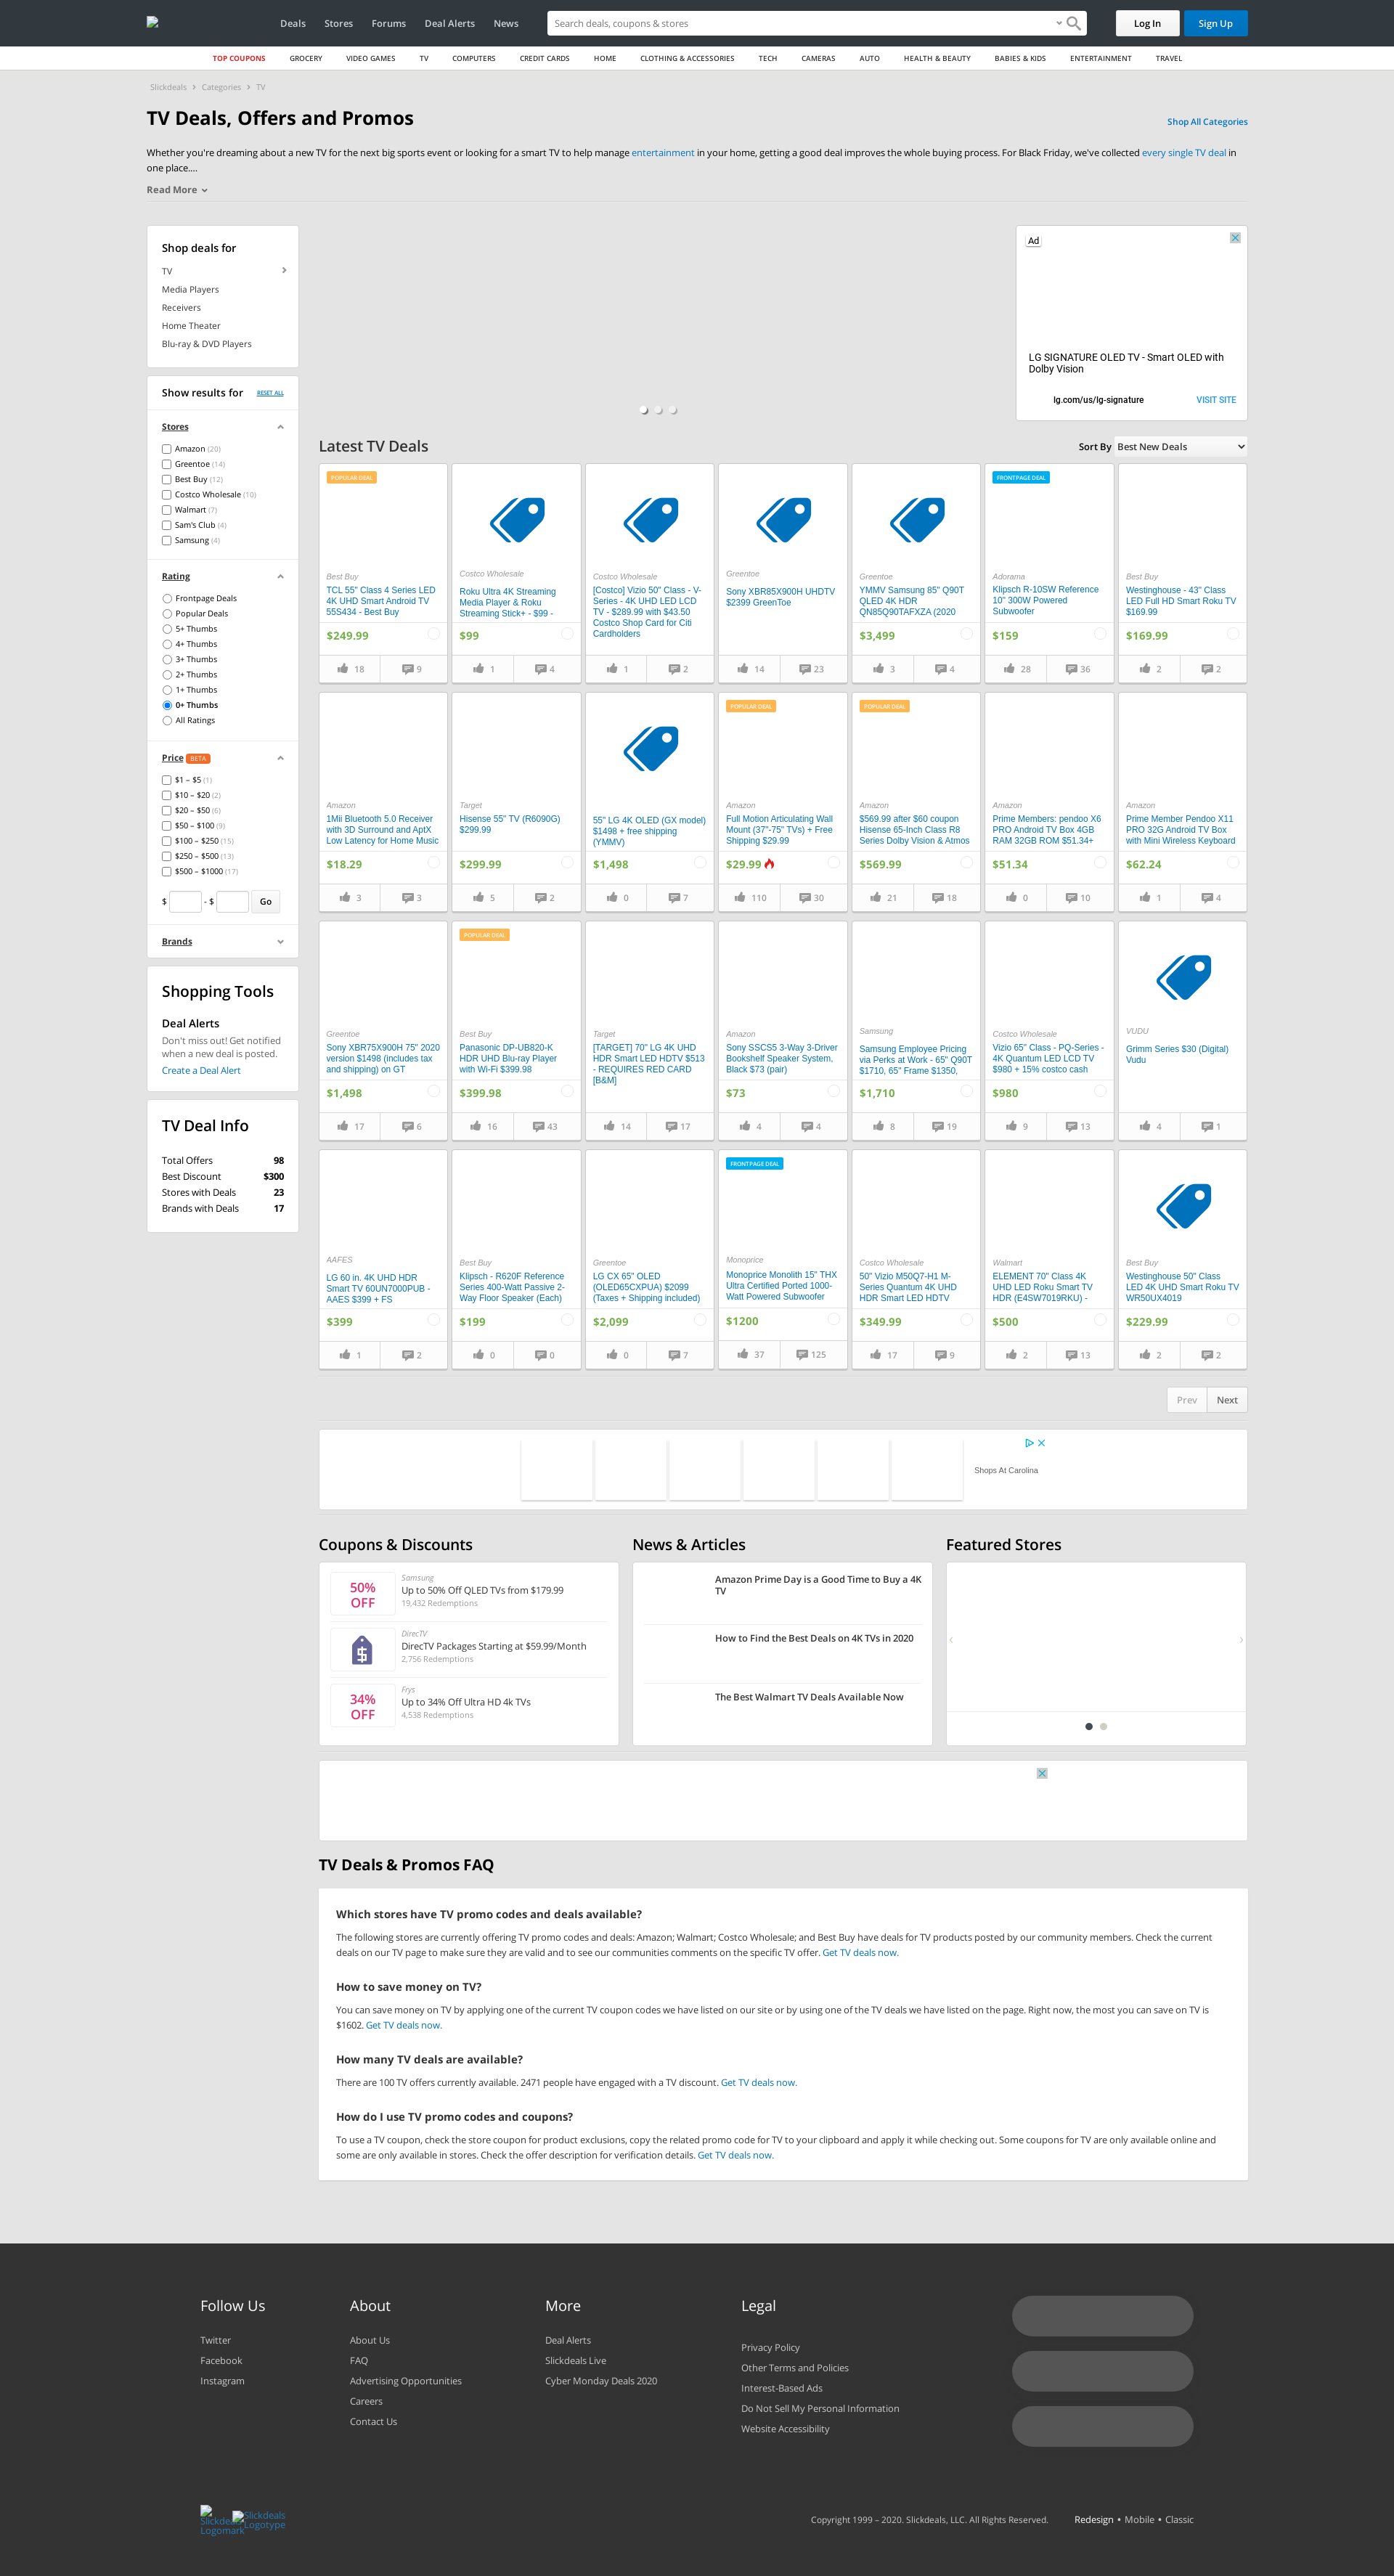 Deals
Stores
Forums
Deal Alerts
News
Search deals, coupons & stores
Log In
Sign Up
TOP COUPONS
GROCERY
VIDEO GAMES
TV
COMPUTERS
CREDIT CARDS
HOME
CLOTHING & ACCESSORIES
TECH
CAMERAS
AUTO
HEALTH & BEAUTY
BABIES & KIDS
ENTERTAINMENT
TRAVEL
Slickdeals › Categories › TV
TV Deals, Offers and Promos
Shop All Categories
Whether you're dreaming about a new TV for the next big sports event or looking for a smart TV to help manage entertainment in your home, getting a good deal improves the whole buying process. For Black Friday, we've collected every single TV deal in
one place....
Read More
Shop deals for
TV
Media Players
Receivers
Home Theater
Blu-ray & DVD Players
Show results for
RESET ALL
Stores
Amazon (20)
Greentoe (14)
Best Buy (12)
Costco Wholesale (10)
Walmart (7)
Sam's Club (4)
Samsung (4)
Rating
Frontpage Deals
Popular Deals
5+ Thumbs
4+ Thumbs
3+ Thumbs
2+ Thumbs
1+ Thumbs
0+ Thumbs
All Ratings
Price BETA
$1 – $5 (1)
$10 – $20 (2)
$20 – $50 (6)
$50 – $100 (9)
$100 – $250 (15)
$250 – $500 (13)
$500 – $1000 (17)
$ - $ Go
Brands
Shopping Tools
Deal Alerts
Don't miss out! Get notified
when a new deal is posted.
Create a Deal Alert
TV Deal Info
Total Offers 98
Best Discount $300
Stores with Deals 23
Brands with Deals 17
Ad
LG SIGNATURE OLED TV - Smart OLED with
Dolby Vision
lg.com/us/lg-signature
VISIT SITE
Latest TV Deals
Sort By Best New Deals
POPULAR DEAL
Best Buy
TCL 55" Class 4 Series LED
4K UHD Smart Android TV
55S434 - Best Buy
$249.99
18 9
Costco Wholesale
Roku Ultra 4K Streaming
Media Player & Roku
Streaming Stick+ - $99 -
$99
1 4
Costco Wholesale
[Costco] Vizio 50" Class - V-
Series - 4K UHD LED LCD
TV - $289.99 with $43.50
Costco Shop Card for Citi
Cardholders
1 2
Greentoe
Sony XBR85X900H UHDTV
$2399 GreenToe
14 23
Greentoe
YMMV Samsung 85" Q90T
QLED 4K HDR
QN85Q90TAFXZA (2020
$3,499
3 4
FRONTPAGE DEAL
Adorama
Klipsch R-10SW Reference
10" 300W Powered
Subwoofer
$159
28 36
Best Buy
Westinghouse - 43" Class
LED Full HD Smart Roku TV
$169.99
$169.99
2 2
Amazon
1Mii Bluetooth 5.0 Receiver
with 3D Surround and AptX
Low Latency for Home Music
$18.29
3 3
Target
Hisense 55" TV (R6090G)
$299.99
$299.99
5 2
55" LG 4K OLED (GX model)
$1498 + free shipping
(YMMV)
$1,498
0 7
POPULAR DEAL
Amazon
Full Motion Articulating Wall
Mount (37"-75" TVs) + Free
Shipping $29.99
$29.99
110 30
POPULAR DEAL
Amazon
$569.99 after $60 coupon
Hisense 65-Inch Class R8
Series Dolby Vision & Atmos
$569.99
21 18
Amazon
Prime Members: pendoo X6
PRO Android TV Box 4GB
RAM 32GB ROM $51.34+
$51.34
0 10
Amazon
Prime Member Pendoo X11
PRO 32G Android TV Box
with Mini Wireless Keyboard
$62.24
1 4
Greentoe
Sony XBR75X900H 75" 2020
version $1498 (includes tax
and shipping) on GT
$1,498
17 6
POPULAR DEAL
Best Buy
Panasonic DP-UB820-K
HDR UHD Blu-ray Player
with Wi-Fi $399.98
$399.98
16 43
Target
[TARGET] 70" LG 4K UHD
HDR Smart LED HDTV $513
- REQUIRES RED CARD
[B&M]
14 17
Amazon
Sony SSCS5 3-Way 3-Driver
Bookshelf Speaker System,
Black $73 (pair)
$73
4 4
Samsung
Samsung Employee Pricing
via Perks at Work - 65" Q90T
$1710, 65" Frame $1350,
$1,710
8 19
Costco Wholesale
Vizio 65" Class - PQ-Series -
4K Quantum LED LCD TV
$980 + 15% costco cash
$980
9 13
VUDU
Grimm Series $30 (Digital)
Vudu
4 1
AAFES
LG 60 in. 4K UHD HDR
Smart TV 60UN7000PUB -
AAES $399 + FS
$399
1 2
Best Buy
Klipsch - R620F Reference
Series 400-Watt Passive 2-
Way Floor Speaker (Each)
$199
0 0
Greentoe
LG CX 65" OLED
(OLED65CXPUA) $2099
(Taxes + Shipping included)
$2,099
0 7
FRONTPAGE DEAL
Monoprice
Monoprice Monolith 15" THX
Ultra Certified Ported 1000-
Watt Powered Subwoofer
$1200
37 125
Costco Wholesale
50" Vizio M50Q7-H1 M-
Series Quantum 4K UHD
HDR Smart LED HDTV
$349.99
17 9
Walmart
ELEMENT 70" Class 4K
UHD LED Roku Smart TV
HDR (E4SW7019RKU) -
$500
2 13
Best Buy
Westinghouse 50" Class
LED 4K UHD Smart Roku TV
WR50UX4019
$229.99
2 2
Prev Next
Shops At Carolina
Coupons & Discounts
50%
OFF
Samsung
Up to 50% Off QLED TVs from $179.99
19,432 Redemptions
DirecTV
DirecTV Packages Starting at $59.99/Month
2,756 Redemptions
34%
OFF
Frys
Up to 34% Off Ultra HD 4k TVs
4,538 Redemptions
News & Articles
Amazon Prime Day is a Good Time to Buy a 4K
TV
How to Find the Best Deals on 4K TVs in 2020
The Best Walmart TV Deals Available Now
Featured Stores
TV Deals & Promos FAQ
Which stores have TV promo codes and deals available?
The following stores are currently offering TV promo codes and deals: Amazon; Walmart; Costco Wholesale; and Best Buy have deals for TV products posted by our community members. Check the current
deals on our TV page to make sure they are valid and to see our communities comments on the specific TV offer. Get TV deals now.
How to save money on TV?
You can save money on TV by applying one of the current TV coupon codes we have listed on our site or by using one of the TV deals we have listed on the page. Right now, the most you can save on TV is
$1602. Get TV deals now.
How many TV deals are available?
There are 100 TV offers currently available. 2471 people have engaged with a TV discount. Get TV deals now.
How do I use TV promo codes and coupons?
To use a TV coupon, check the store coupon for product exclusions, copy the related promo code for TV to your clipboard and apply it while checking out. Some coupons for TV are only available online and
some are only available in stores. Check the offer description for verification details. Get TV deals now.
Follow Us
Twitter
Facebook
Instagram
About
About Us
FAQ
Advertising Opportunities
Careers
Contact Us
More
Deal Alerts
Slickdeals Live
Cyber Monday Deals 2020
Legal
Privacy Policy
Other Terms and Policies
Interest-Based Ads
Do Not Sell My Personal Information
Website Accessibility
Slickdeals
Logomark
Slickdeals
Logotype
Copyright 1999 – 2020. Slickdeals, LLC. All Rights Reserved.
Redesign • Mobile • Classic